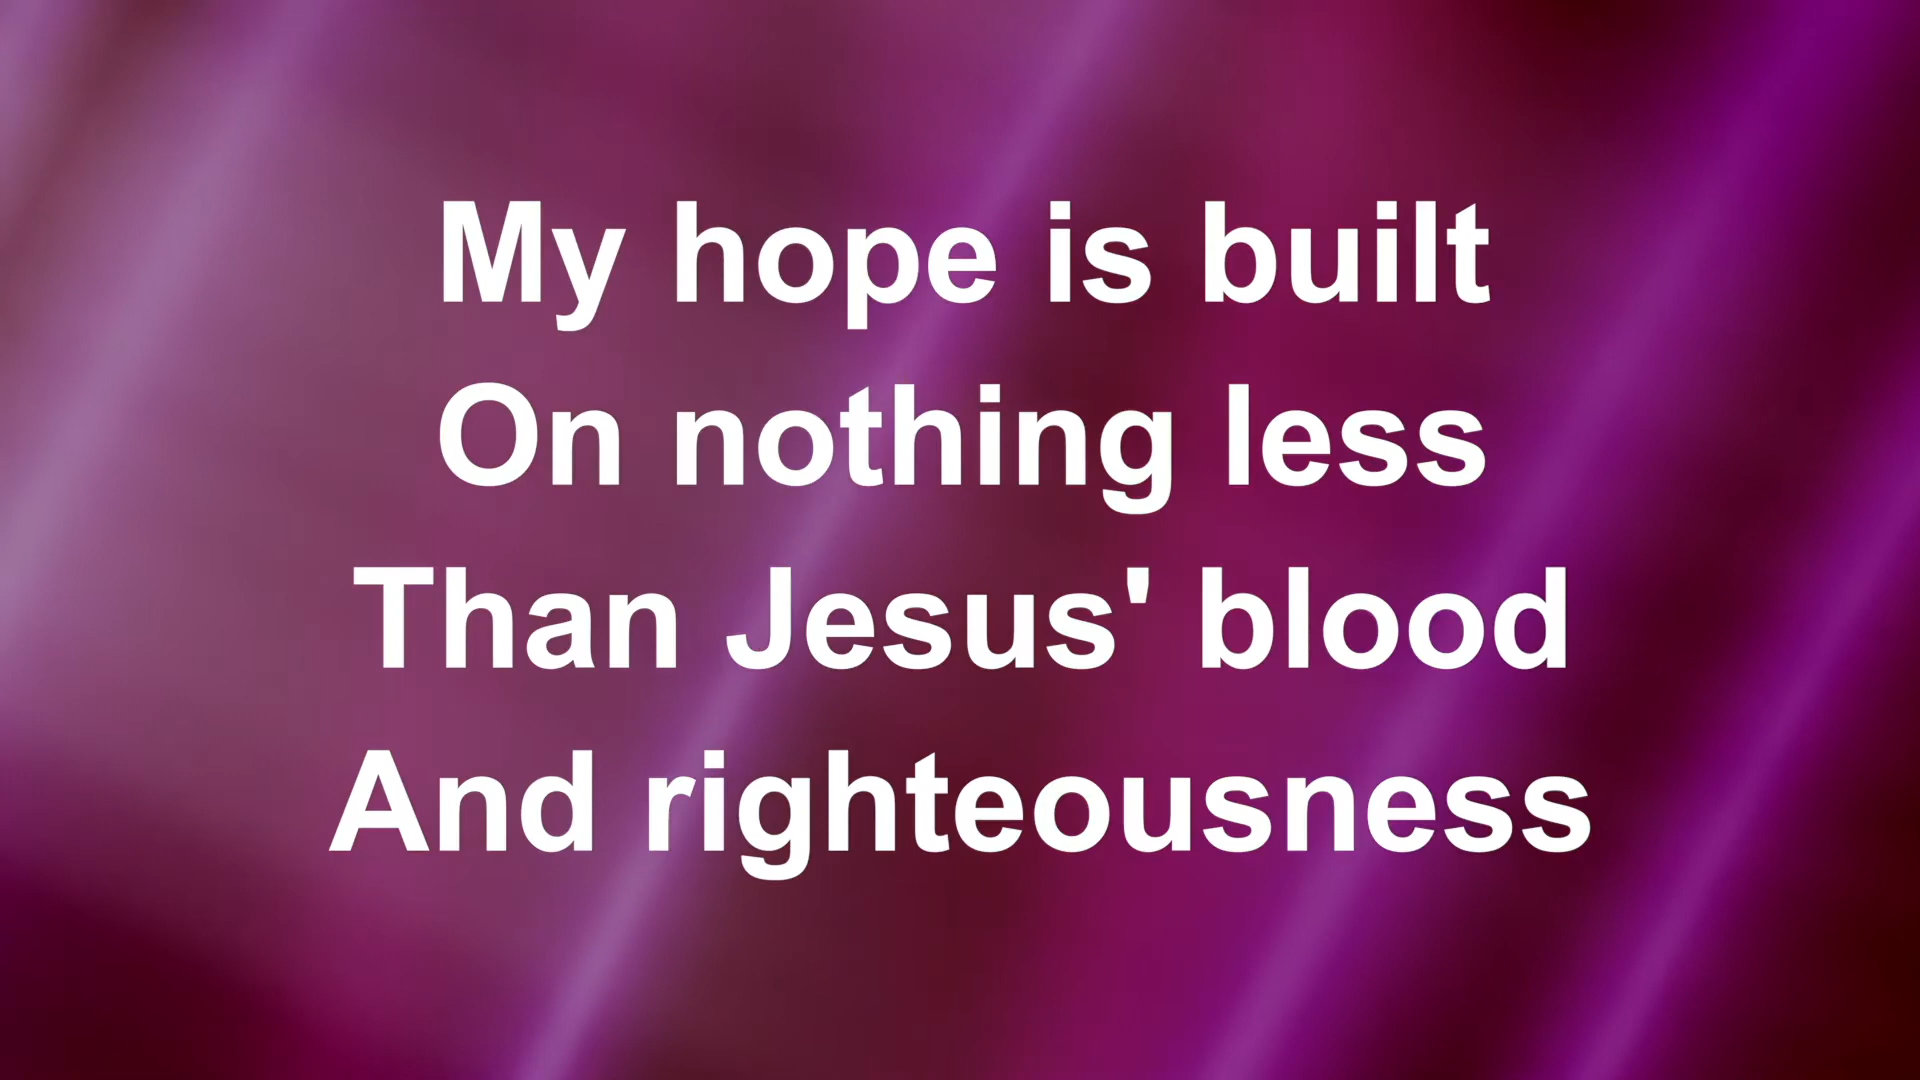 My hope is built
On nothing less
Than Jesus' blood
And righteousness